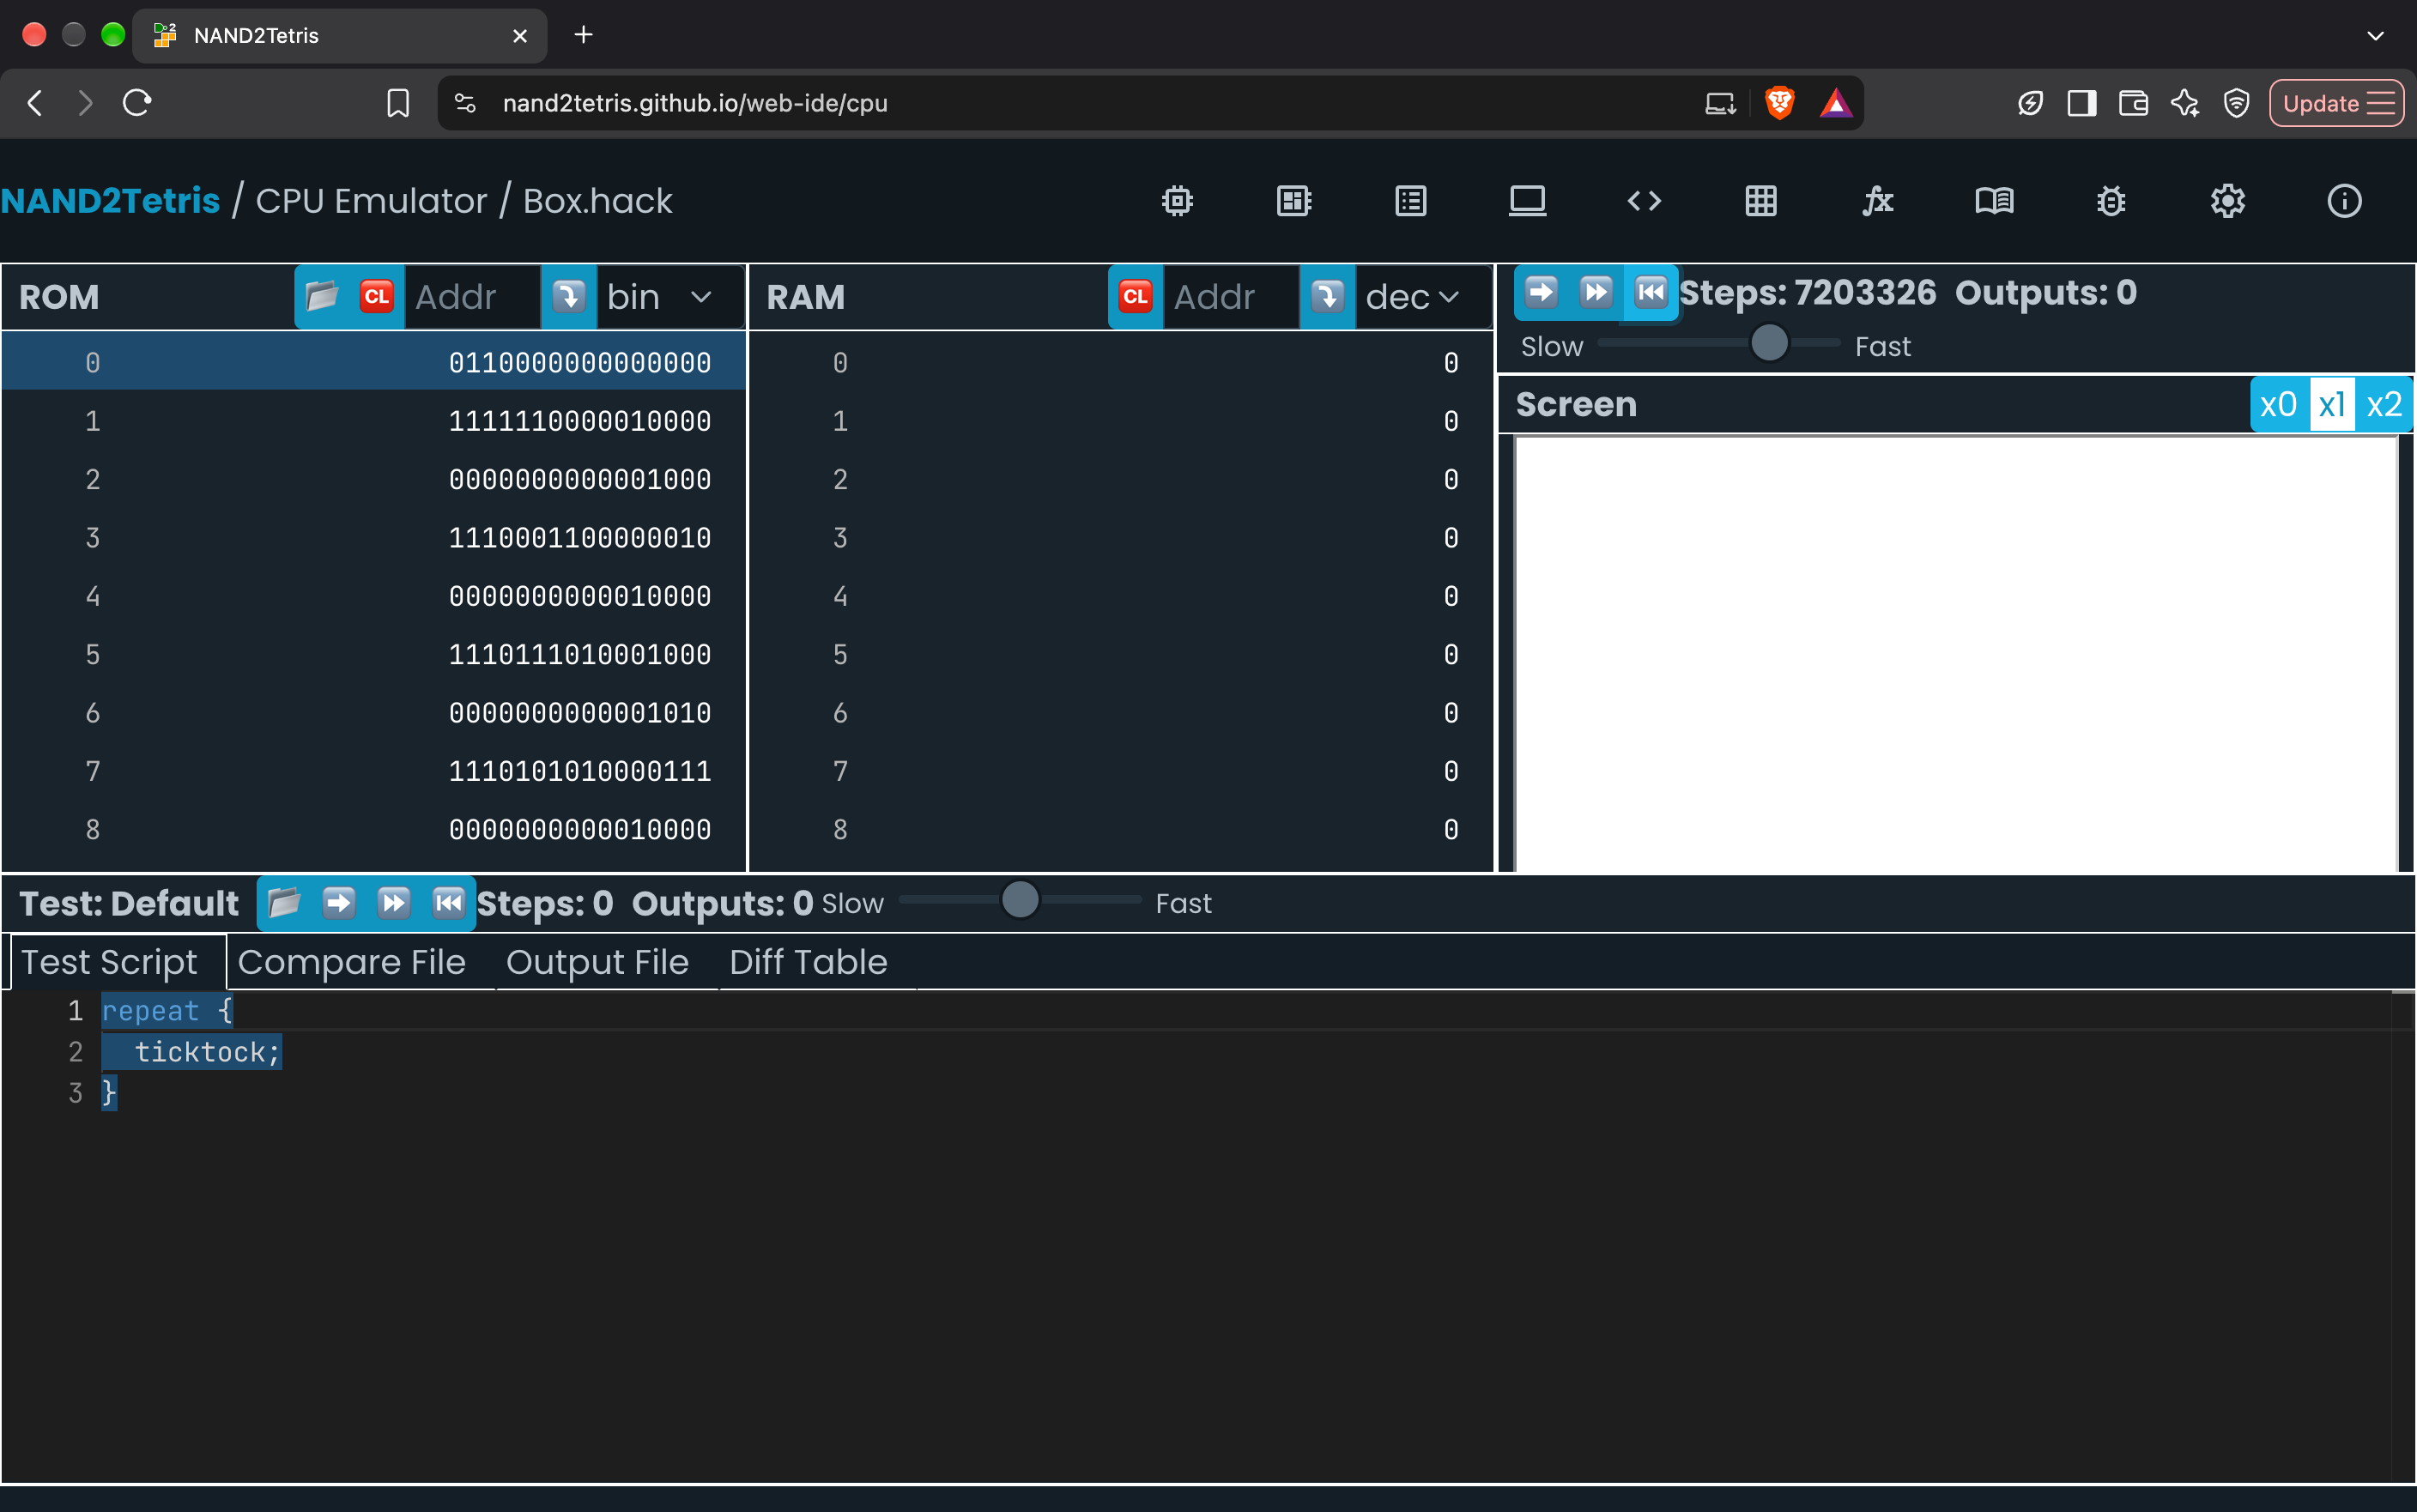 NAND2Tetris
nand2tetris.github.io/web-ide/cpu
Update
NAND2Tetris / CPU Emulator / Box.hack
ROM
CL
Addr
bin
0 0110000000000000
1 1111110000010000
2 0000000000001000
3 1110001100000010
4 0000000000010000
5 1110111010001000
6 0000000000001010
7 1110101010000111
8 0000000000010000
RAM
CL
Addr
dec
0 0
1 0
2 0
3 0
4 0
5 0
6 0
7 0
8 0
Steps: 7203326 Outputs: 0
Slow Fast
Screen
x0 x1 x2
Test: Default
Steps: 0 Outputs: 0 Slow Fast
Test Script Compare File Output File Diff Table
1 repeat {
2 ticktock;
3 }